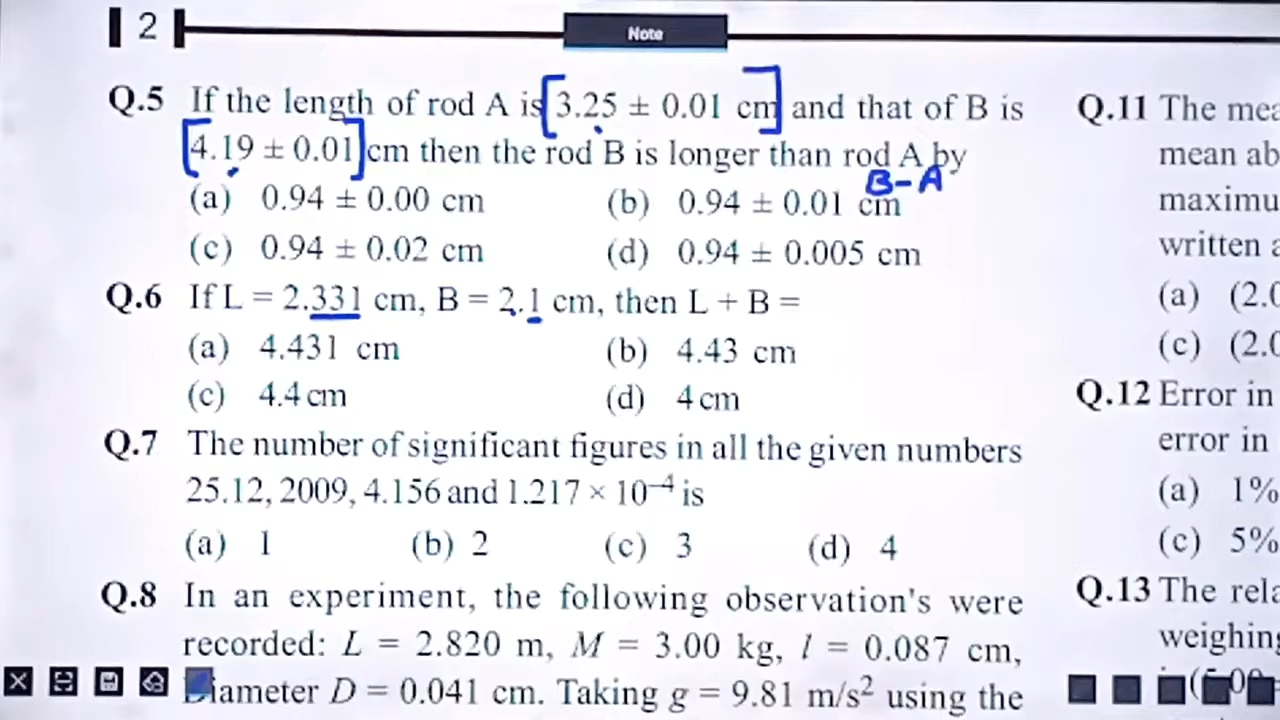 2
Note
Q.5 If the length of rod A is [3.25 ± 0.01 cm] and that of B is
[4.19 ± 0.01] cm then the rod B is longer than rod A by
B-A
(a) 0.94 ± 0.00 cm (b) 0.94 ± 0.01 cm
(c) 0.94 ± 0.02 cm (d) 0.94 ± 0.005 cm
Q.6 If L = 2.331 cm, B = 2.1 cm, then L + B =
(a) 4.431 cm (b) 4.43 cm
(c) 4.4 cm (d) 4 cm
Q.7 The number of significant figures in all the given numbers
25.12, 2009, 4.156 and 1.217 × 10⁻⁴ is
(a) 1 (b) 2 (c) 3 (d) 4
Q.8 In an experiment, the following observation's were
recorded: L = 2.820 m, M = 3.00 kg, l = 0.087 cm,
Diameter D = 0.041 cm. Taking g = 9.81 m/s² using the
Q.11 The
mean
written
(a) (2.0
(c) (2.0
Q.12 Error in
error in
(a) 1%
(c) 5%
Q.13 The
weighing